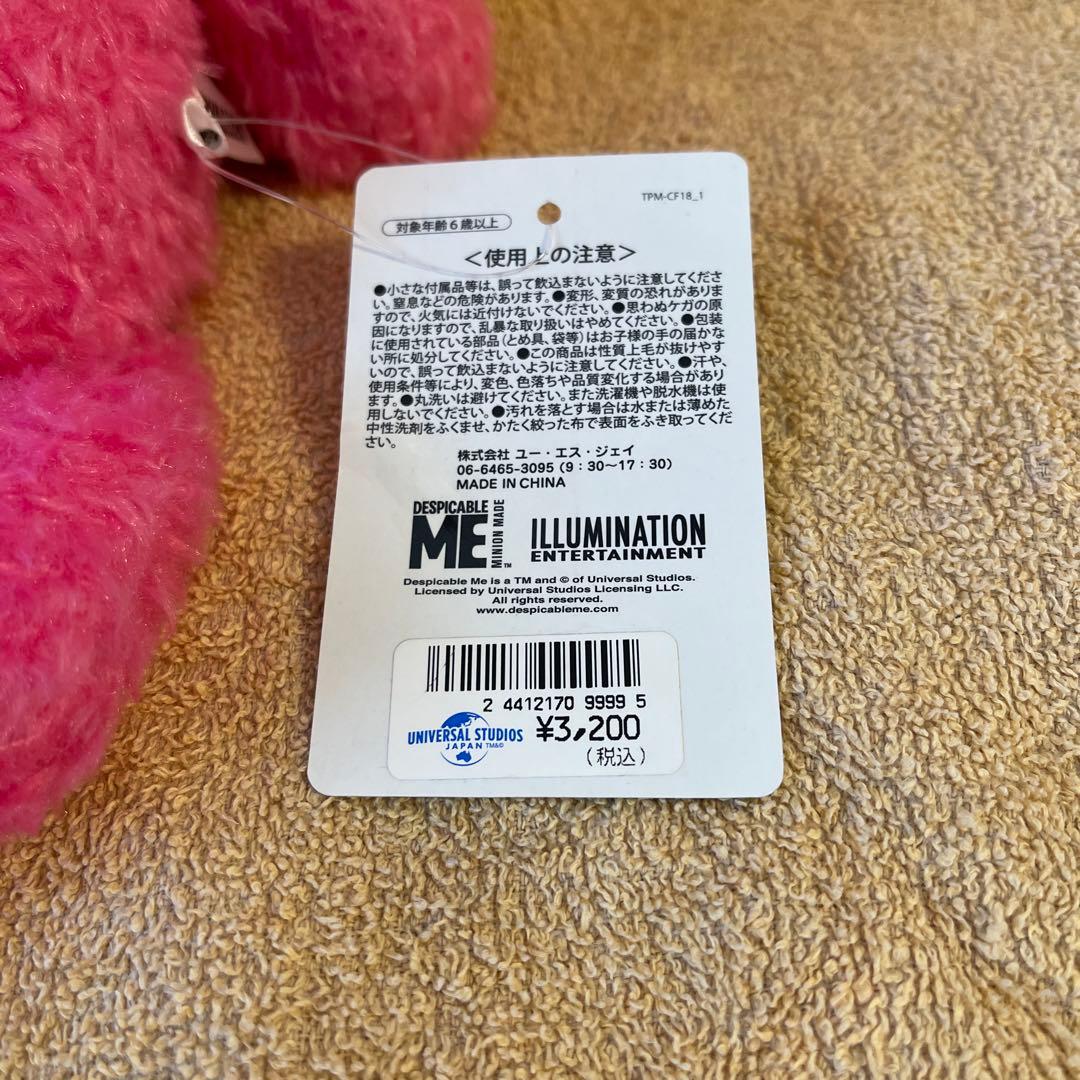 TPM-CF18_1
対象年齢6歳以上
＜使用上の注意＞
●小さな付属品等は、誤って飲込まないように注意してくださ
い。窒息などの危険があります。●変形、変質の恐れがありま
すので、火気には近付けないでください。●思わぬケガの原
因になりますので、乱暴な取り扱いはやめてください。●包装
に使用されている部品（とめ具、袋等）はお子様の手の届かな
い所に処分してください。●この商品は性質上毛が抜けやす
いので、誤って飲込まないように注意してください。●汗や、
使用条件等により、変色、色落ちや品質変化する場合があり
ます。●丸洗いは避けてください。また洗濯機や脱水機は使
用しないでください。●汚れを落とす場合は水または薄めた
中性洗剤をふくませ、かたく絞った布で表面をふき取ってくだ
さい。
株式会社 ユー・エス・ジェイ
06-6465-3095（9：30〜17：30）
MADE IN CHINA
DESPICABLE
ME
MINION MADE
TM
ILLUMINATION
ENTERTAINMENT
Despicable Me is a TM and © of Universal Studios.
Licensed by Universal Studios Licensing LLC.
All rights reserved.
www.despicableme.com
2 4412170 9999 5
UNIVERSAL STUDIOS
JAPAN TM&©
¥3,200
（税込）